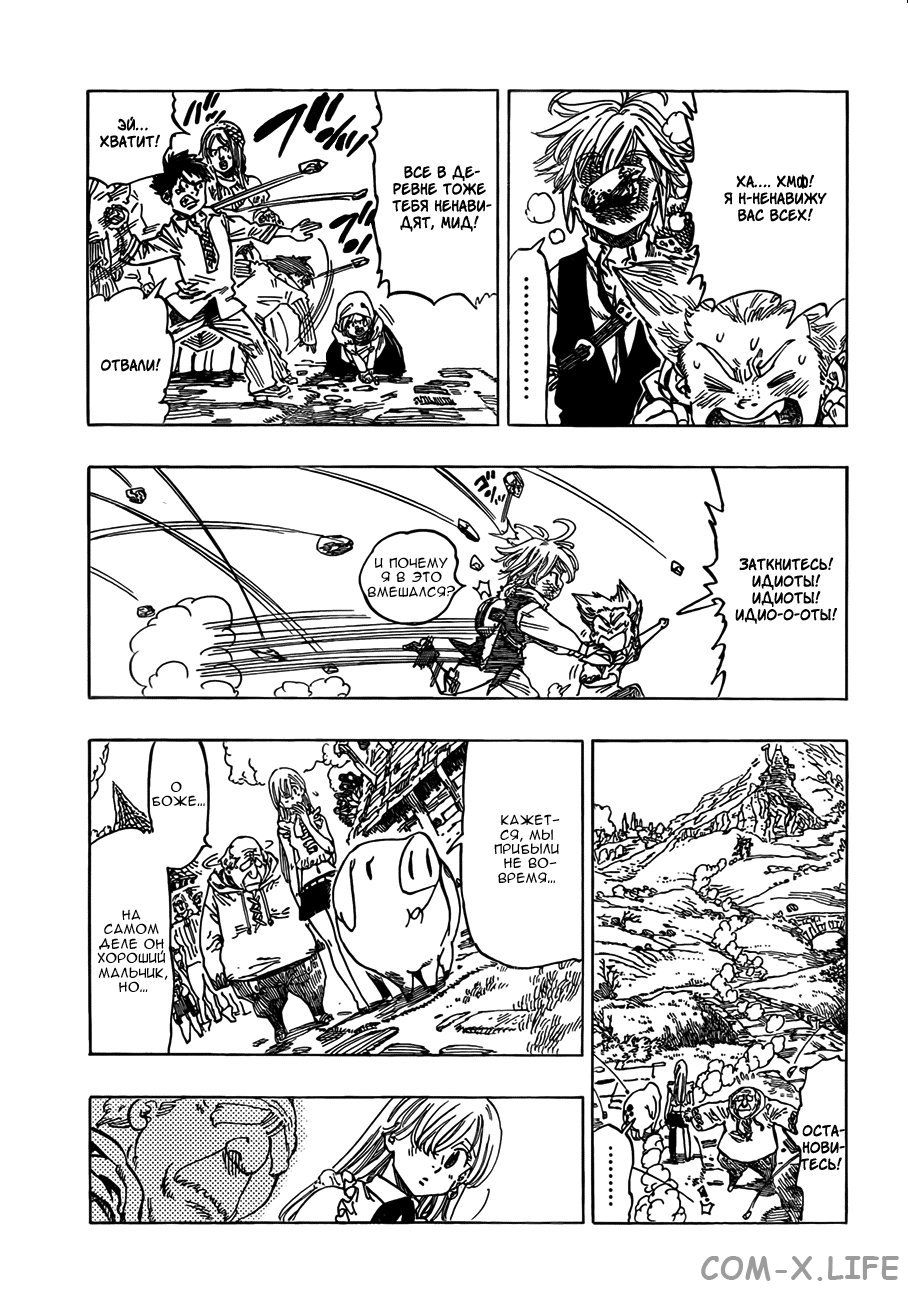 ХА.... ХМФ!
Я Н-НЕНАВИЖУ
ВАС ВСЕХ!
ВСЕ В ДЕ-
РЕВНЕ ТОЖЕ
ТЕБЯ НЕНАВИ-
ДЯТ, МИД!
ЭЙ...
ХВАТИТ!
ОТВАЛИ!
ЗАТКНИТЕСЬ!
ИДИОТЫ!
ИДИОТЫ!
ИДИО-О-ОТЫ!
И ПОЧЕМУ
Я В ЭТО
ВМЕШАЛСЯ?
ОСТА-
НОВИ-
ТЕСЬ!
КАЖЕТ-
СЯ, МЫ
ПРИБЫЛИ
НЕ ВО-
ВРЕМЯ...
О
БОЖЕ...
НА
САМОМ
ДЕЛЕ ОН
ХОРОШИЙ
МАЛЬЧИК,
НО...
COM-X.LIFE